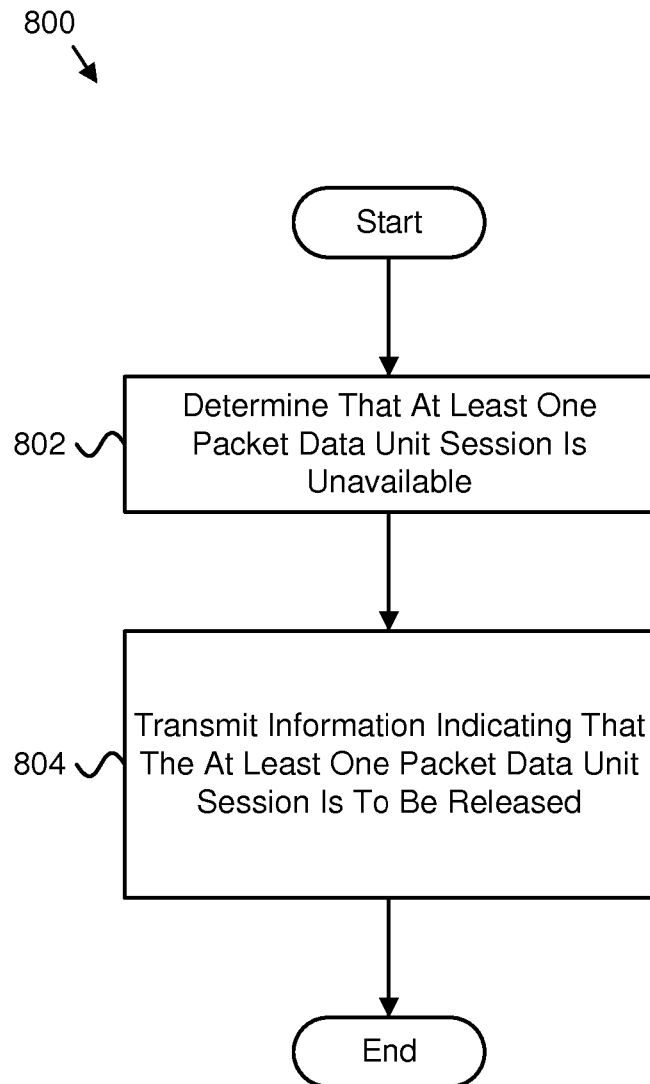 800
Start
802
Determine That At Least One
Packet Data Unit Session Is
Unavailable
804
Transmit Information Indicating That
The At Least One Packet Data Unit
Session Is To Be Released
End